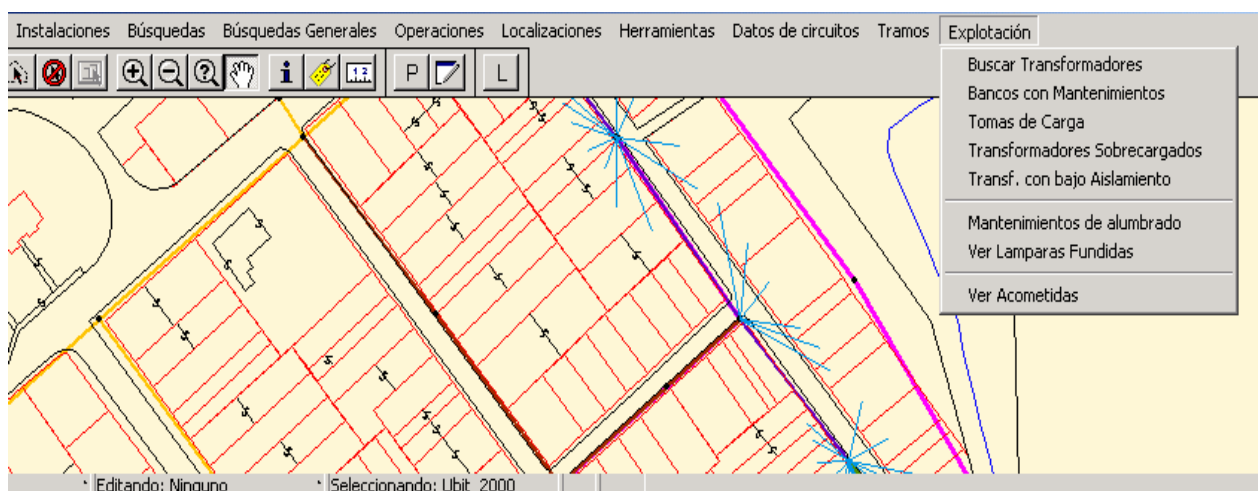 Instalaciones Búsquedas Búsquedas Generales Operaciones Localizaciones Herramientas Datos de circuitos Tramos Explotación
P L
Buscar Transformadores
Bancos con Mantenimientos
Tomas de Carga
Transformadores Sobrecargados
Transf. con bajo Aislamiento
Mantenimientos de alumbrado
Ver Lamparas Fundidas
Ver Acometidas
Editando: Ninguno Seleccionando: Ubit_2000